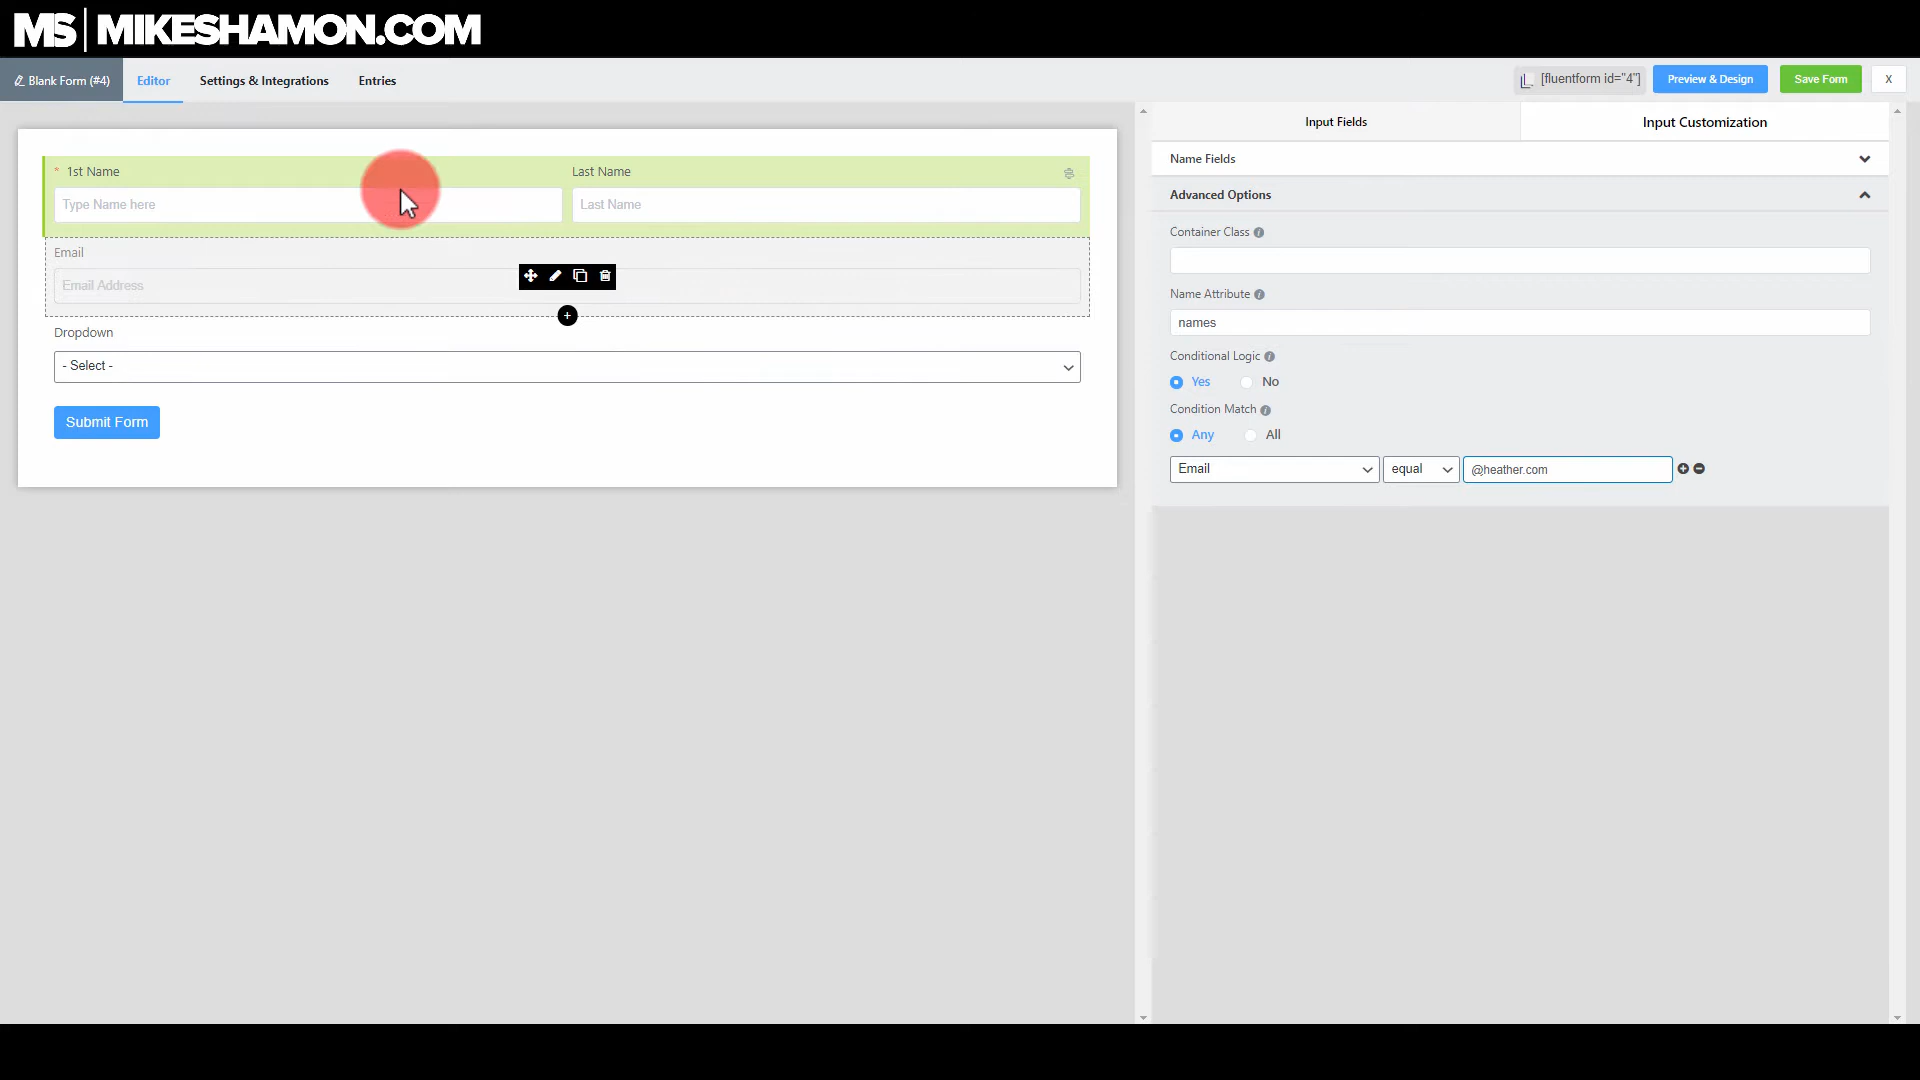 MS | MIKESHAMON.COM
Blank Form (#4) Editor Settings & Integrations Entries [fluentform id="4"] Preview & Design Save Form X
Input Fields Input Customization
* 1st Name Last Name
Type Name here Last Name
Email
Email Address
Dropdown
- Select -
Submit Form
Name Fields
Advanced Options
Container Class
Name Attribute
names
Conditional Logic
Yes No
Condition Match
Any All
Email equal @heather.com